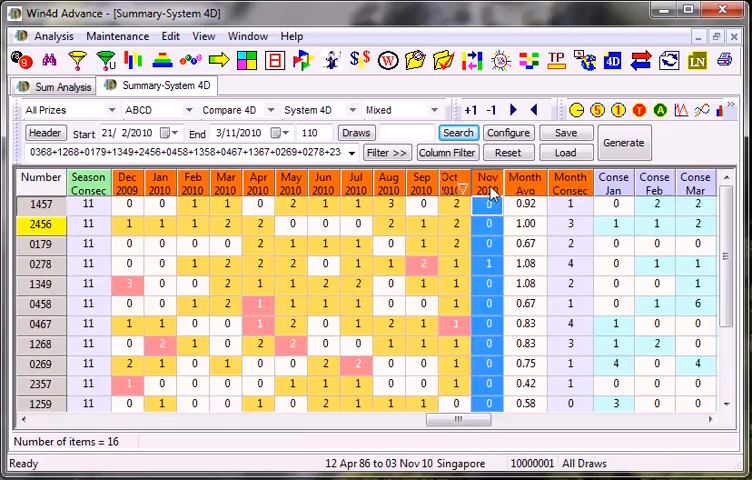 Win4d Advance - [Summary-System 4D]
Analysis Maintenance Edit View Window Help
Sum Analysis Summary-System 4D
All Prizes ABCD Compare 4D System 4D Mixed +1 -1
Header Start 21/ 2/2010 End 3/11/2010 110 Draws Search Configure Save
0368+1268+0179+1349+2456+0458+1358+0467+1367+0269+0278+23 Filter >> Column Filter Reset Load Generate
Number Season Consec Dec 2009 Jan 2010 Feb 2010 Mar 2010 Apr 2010 May 2010 Jun 2010 Jul 2010 Aug 2010 Sep 2010 Oct 2010 Nov Month Avg Month Consec Conse Jan Conse Feb Conse Mar
1457 11 0 0 1 1 0 2 1 1 3 0 2 0 0.92 1 0 2 2
2456 11 1 1 1 2 2 0 0 0 2 1 2 0 1.00 3 1 1 2
0179 11 0 0 0 0 2 1 1 1 0 1 2 0 0.67 2 0 0 0
0278 11 0 1 2 2 2 0 1 1 1 2 1 1 1.08 4 0 1 1
1349 11 3 0 0 2 1 1 2 1 1 1 1 0 1.08 2 0 0 1
0458 11 0 0 1 2 1 0 0 1 1 1 1 0 0.67 1 0 1 6
0467 11 1 1 0 0 1 2 0 2 1 1 1 0 0.83 4 1 0 0
1268 11 0 2 1 0 1 2 0 1 1 1 1 0 0.83 3 1 2 0
0269 11 2 1 0 1 0 0 1 2 0 1 1 0 0.75 1 4 0 4
2357 11 1 0 0 0 0 1 1 1 0 0 1 0 0.42 1 0 0 0
1259 11 0 1 0 0 1 0 1 2 1 1 0 0 0.58 0 3 0 0
Number of items = 16
Ready 12 Apr 86 to 03 Nov 10 Singapore 10000001 All Draws